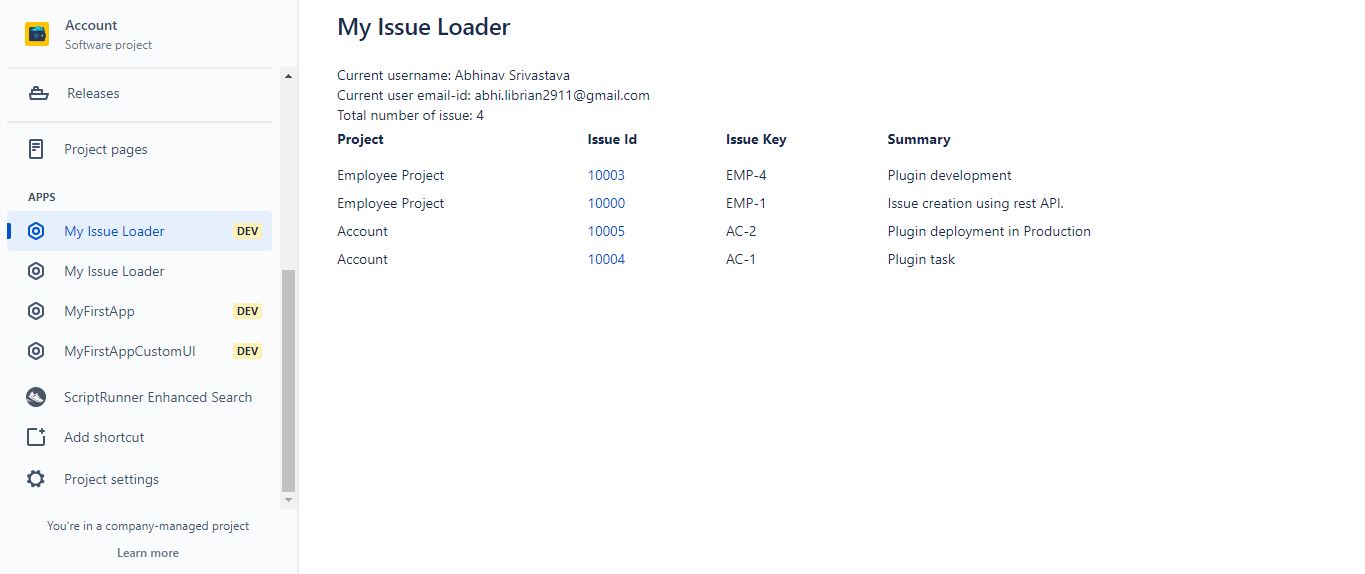 Account
Software project
Releases
Project pages
APPS
My Issue Loader DEV
My Issue Loader
MyFirstApp DEV
MyFirstAppCustomUI DEV
ScriptRunner Enhanced Search
Add shortcut
Project settings
You're in a company-managed project
Learn more
My Issue Loader
Current username: Abhinav Srivastava
Current user email-id: abhi.librian2911@gmail.com
Total number of issue: 4
Project Issue Id Issue Key Summary
Employee Project 10003 EMP-4 Plugin development
Employee Project 10000 EMP-1 Issue creation using rest API.
Account 10005 AC-2 Plugin deployment in Production
Account 10004 AC-1 Plugin task